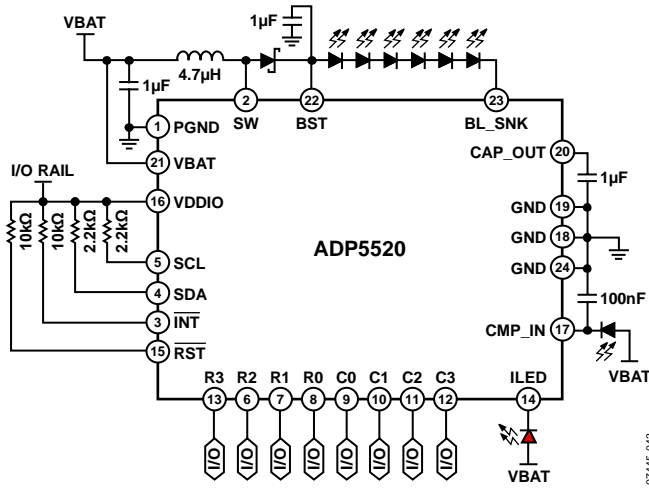 VBAT
1µF
4.7µH
1µF
2
SW
22
BST
23
BL_SNK
1 PGND
21 VBAT
I/O RAIL
16 VDDIO
10kΩ
10kΩ
2.2kΩ
2.2kΩ
5 SCL
4 SDA
3 INT
15 RST
ADP5520
CAP_OUT 20
1µF
GND 19
GND 18
GND 24
100nF
CMP_IN 17
VBAT
R3 R2 R1 R0 C0 C1 C2 C3 ILED
13 6 7 8 9 10 11 12 14
I/O I/O I/O I/O I/O I/O I/O I/O
VBAT